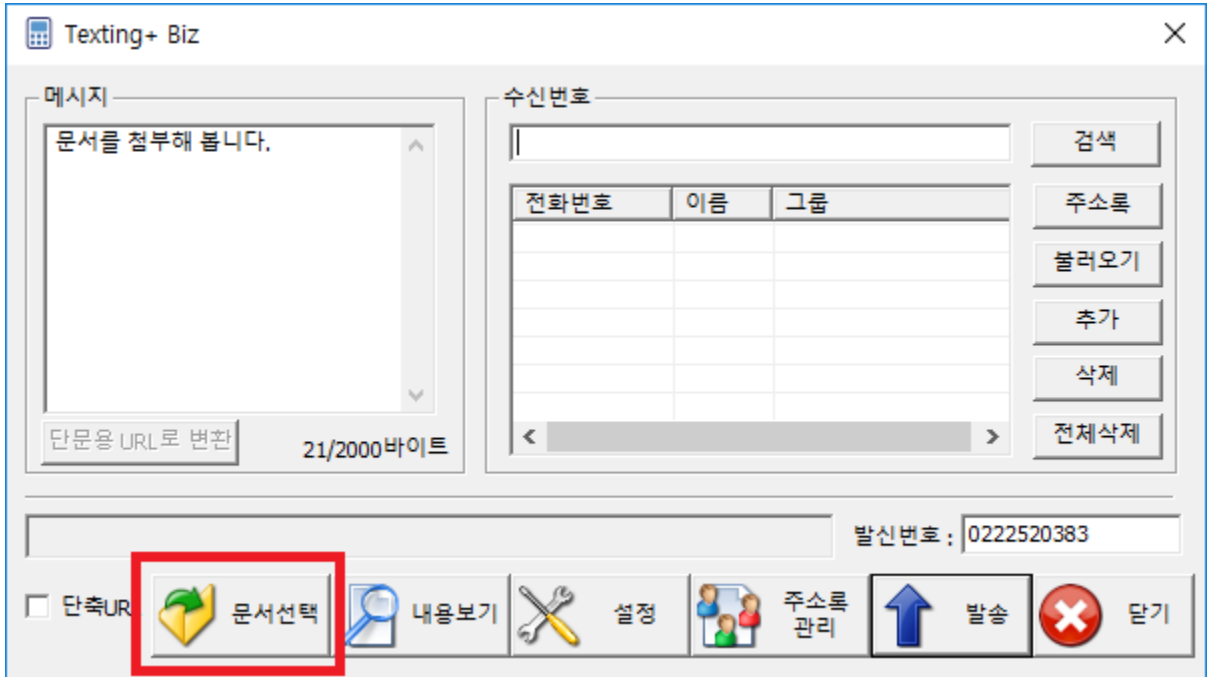 Texting+ Biz
메시지
문서를 첨부해 봅니다.
단문용 URL로 변환
21/2000바이트
수신번호
검색
전화번호 이름 그룹
주소록
불러오기
추가
삭제
전체삭제
발신번호 : 0222520383
단축UR
문서선택
내용보기
설정
주소록
관리
발송
닫기